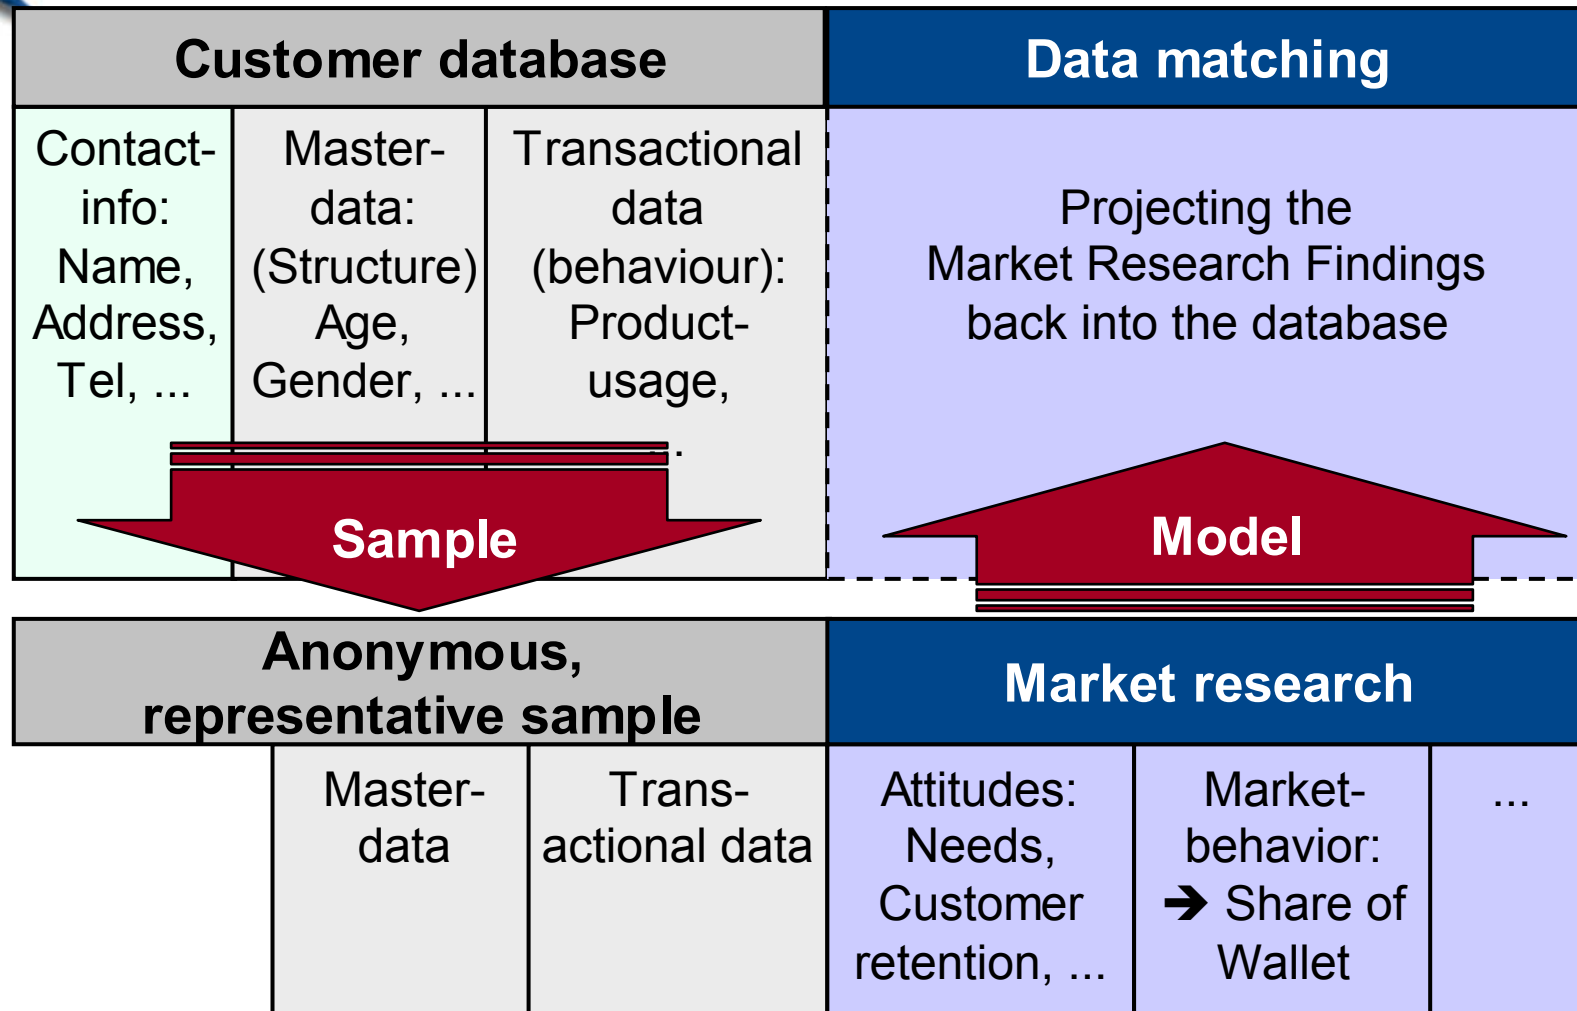 Customer database
Data matching
Contact-
info:
Name,
Address,
Tel, ...
Master-
data:
(Structure)
Age,
Gender, ...
Transactional
data
(behaviour):
Product-
usage,
...
Projecting the
Market Research Findings
back into the database
Sample
Model
Anonymous,
representative sample
Market research
Master-
data
Trans-
actional data
Attitudes:
Needs,
Customer
retention, ...
Market-
behavior:
➔ Share of
Wallet
...